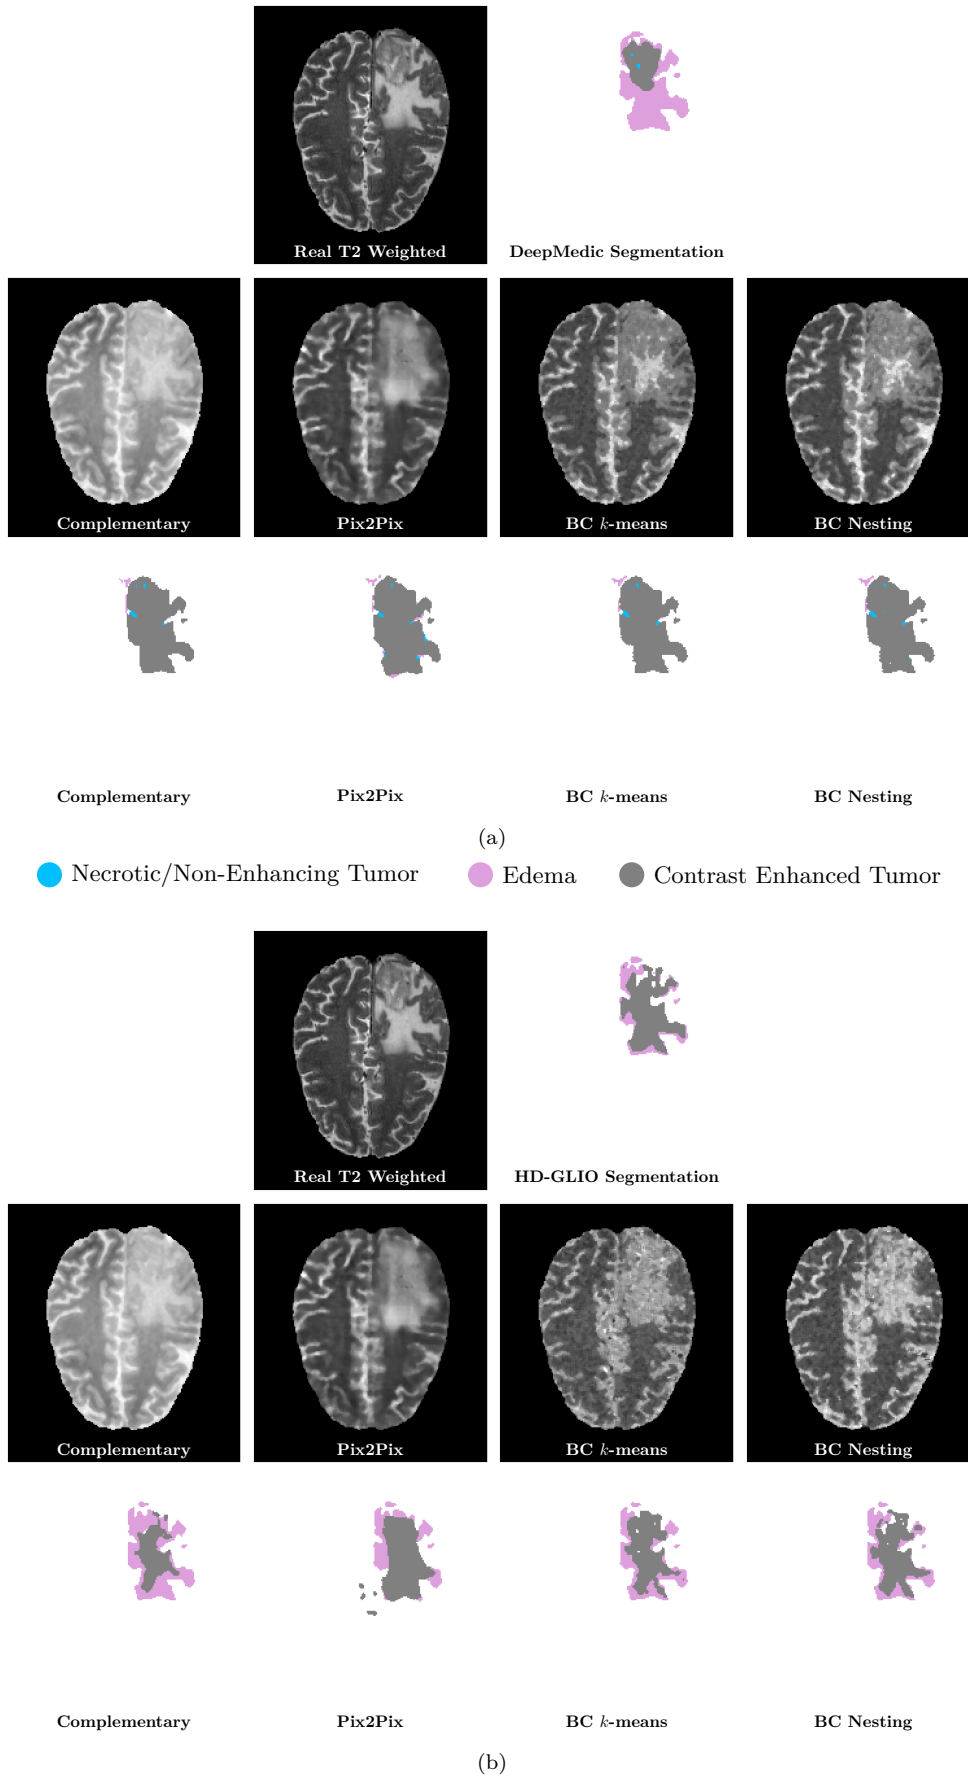 Real T2 Weighted
DeepMedic Segmentation
Complementary
Pix2Pix
BC k-means
BC Nesting
Complementary
Pix2Pix
BC k-means
BC Nesting
(a)
Necrotic/Non-Enhancing Tumor
Edema
Contrast Enhanced Tumor
Real T2 Weighted
HD-GLIO Segmentation
Complementary
Pix2Pix
BC k-means
BC Nesting
Complementary
Pix2Pix
BC k-means
BC Nesting
(b)